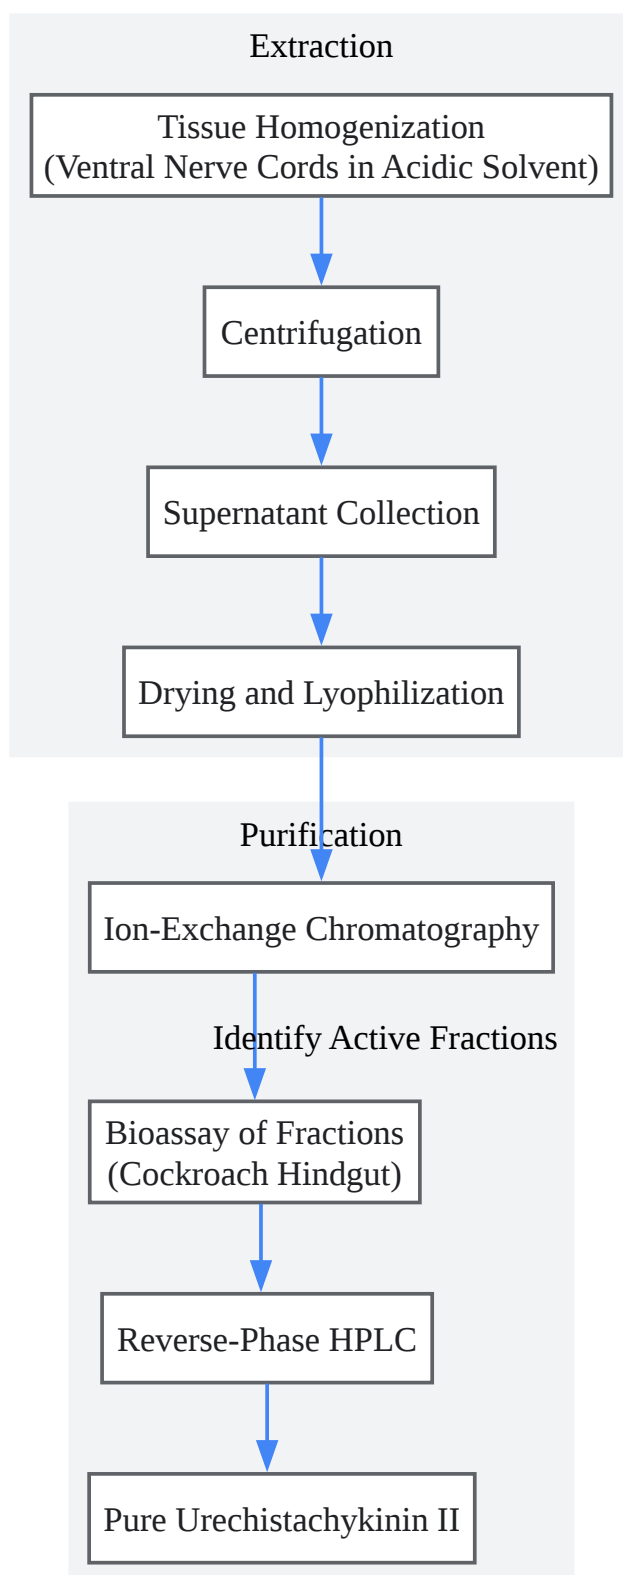 Extraction
Tissue Homogenization
(Ventral Nerve Cords in Acidic Solvent)
Centrifugation
Supernatant Collection
Drying and Lyophilization
Purification
Ion-Exchange Chromatography
Identify Active Fractions
Bioassay of Fractions
(Cockroach Hindgut)
Reverse-Phase HPLC
Pure Urechistachykinin II